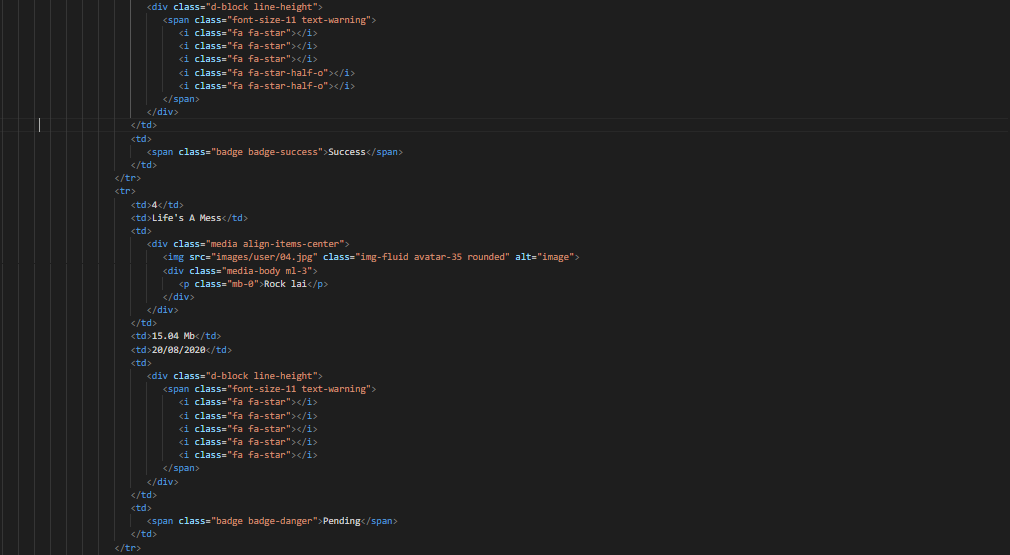 <div class="d-block line-height">
<span class="font-size-11 text-warning">
<i class="fa fa-star"></i>
<i class="fa fa-star"></i>
<i class="fa fa-star"></i>
<i class="fa fa-star-half-o"></i>
<i class="fa fa-star-half-o"></i>
</span>
</div>
</td>
<td>
<span class="badge badge-success">Success</span>
</td>
</tr>
<tr>
<td>4</td>
<td>Life's A Mess</td>
<td>
<div class="media align-items-center">
<img src="images/user/04.jpg" class="img-fluid avatar-35 rounded" alt="image">
<div class="media-body ml-3">
<p class="mb-0">Rock lai</p>
</div>
</div>
</td>
<td>15.04 Mb</td>
<td>20/08/2020</td>
<td>
<div class="d-block line-height">
<span class="font-size-11 text-warning">
<i class="fa fa-star"></i>
<i class="fa fa-star"></i>
<i class="fa fa-star"></i>
<i class="fa fa-star"></i>
<i class="fa fa-star"></i>
</span>
</div>
</td>
<td>
<span class="badge badge-danger">Pending</span>
</td>
</tr>